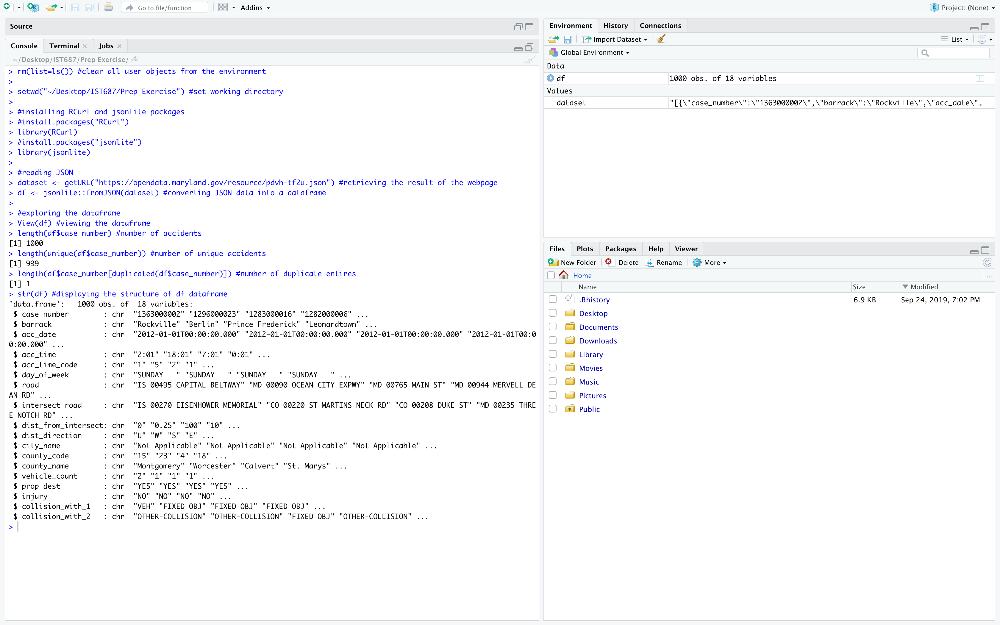 Go to file/function
Addins
Project: (None)
Source
Console Terminal Jobs
~/Desktop/IST687/Prep Exercise/
> rm(list=ls()) #clear all user objects from the environment
>
> setwd("~/Desktop/IST687/Prep Exercise") #set working directory
>
> #installing RCurl and jsonlite packages
> #install.packages("RCurl")
> library(RCurl)
> #install.packages("jsonlite")
> library(jsonlite)
>
> #reading JSON
> dataset <- getURL("https://opendata.maryland.gov/resource/pdvh-tf2u.json") #retrieving the result of the webpage
> df <- jsonlite::fromJSON(dataset) #converting JSON data into a dataframe
>
> #exploring the dataframe
> View(df) #viewing the dataframe
> length(df$case_number) #number of accidents
[1] 1000
> length(unique(df$case_number)) #number of unique accidents
[1] 999
> length(df$case_number[duplicated(df$case_number)]) #number of duplicate entires
[1] 1
> str(df) #displaying the structure of df dataframe
'data.frame':   1000 obs. of  18 variables:
 $ case_number        : chr  "1363000002" "1296000023" "1283000016" "1282000006" ...
 $ barrack            : chr  "Rockville" "Berlin" "Prince Frederick" "Leonardtown" ...
 $ acc_date           : chr  "2012-01-01T00:00:00.000" "2012-01-01T00:00:00.000" "2012-01-01T00:00:00.000" "2012-01-01T00:0
0:00.000" ...
 $ acc_time           : chr  "2:01" "18:01" "7:01" "0:01" ...
 $ acc_time_code      : chr  "1" "5" "2" "1" ...
 $ day_of_week        : chr  "SUNDAY   " "SUNDAY   " "SUNDAY   " "SUNDAY   " ...
 $ road               : chr  "IS 00495 CAPITAL BELTWAY" "MD 00090 OCEAN CITY EXPWY" "MD 00765 MAIN ST" "MD 00944 MERVELL DE
AN RD" ...
 $ intersect_road     : chr  "IS 00270 EISENHOWER MEMORIAL" "CO 00220 ST MARTINS NECK RD" "CO 00208 DUKE ST" "MD 00235 THRE
E NOTCH RD" ...
 $ dist_from_intersect: chr  "0" "0.25" "100" "10" ...
 $ dist_direction     : chr  "U" "W" "S" "E" ...
 $ city_name          : chr  "Not Applicable" "Not Applicable" "Not Applicable" "Not Applicable" ...
 $ county_code        : chr  "15" "23" "4" "18" ...
 $ county_name        : chr  "Montgomery" "Worcester" "Calvert" "St. Marys" ...
 $ vehicle_count      : chr  "2" "1" "1" "1" ...
 $ prop_dest          : chr  "YES" "YES" "YES" "YES" ...
 $ injury             : chr  "NO" "NO" "NO" "NO" ...
 $ collision_with_1   : chr  "VEH" "FIXED OBJ" "FIXED OBJ" "FIXED OBJ" ...
 $ collision_with_2   : chr  "OTHER-COLLISION" "OTHER-COLLISION" "FIXED OBJ" "OTHER-COLLISION" ...
>
Environment History Connections
Import Dataset
List
Global Environment
Data
df 1000 obs. of 18 variables
Values
dataset "[{\"case_number\":\"1363000002\",\"barrack\":\"Rockville\",\"acc_date\"…
Files Plots Packages Help Viewer
New Folder Delete Rename More
Home ...
Name Size Modified
.Rhistory 6.9 KB Sep 24, 2019, 7:02 PM
Desktop
Documents
Downloads
Library
Movies
Music
Pictures
Public